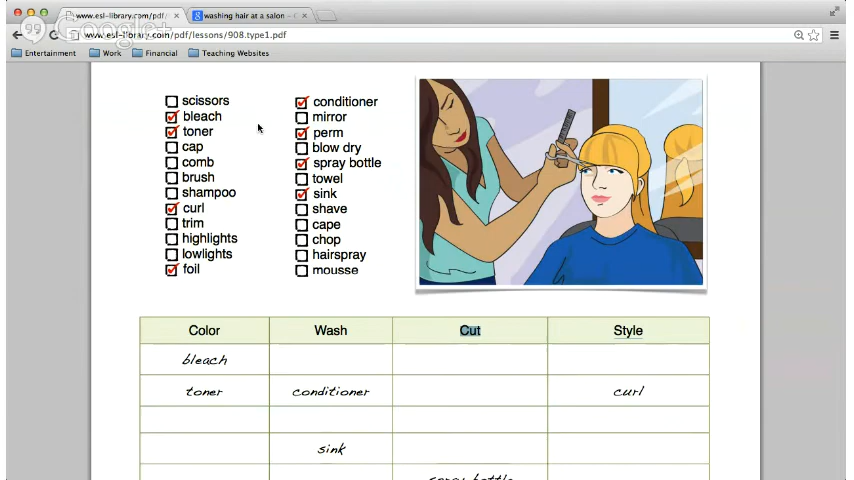 www.esl-library.com/pdf/
washing hair at a salon -
Google+
www.esl-library.com/pdf/lessons/908.type1.pdf
Entertainment
Work
Financial
Teaching Websites
scissors
bleach
toner
cap
comb
brush
shampoo
curl
trim
highlights
lowlights
foil
conditioner
mirror
perm
blow dry
spray bottle
towel
sink
shave
cape
chop
hairspray
mousse
Color Wash Cut Style
bleach
toner conditioner curl
sink
spray bottle